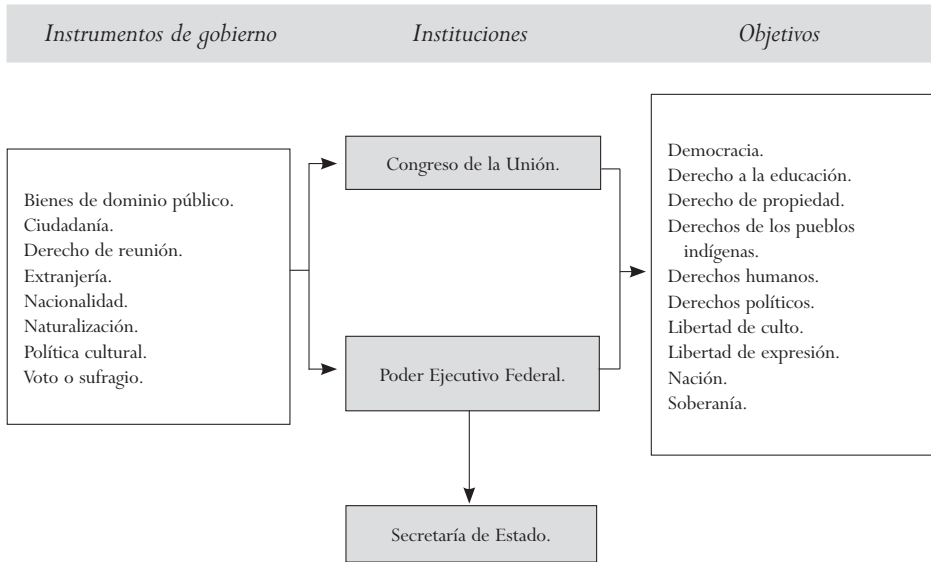 Instrumentos de gobierno
Instituciones
Objetivos
Bienes de dominio público.
Ciudadanía.
Derecho de reunión.
Extranjería.
Nacionalidad.
Naturalización.
Política cultural.
Voto o sufragio.
Congreso de la Unión.
Poder Ejecutivo Federal.
Secretaría de Estado.
Democracia.
Derecho a la educación.
Derecho de propiedad.
Derechos de los pueblos
indígenas.
Derechos humanos.
Derechos políticos.
Libertad de culto.
Libertad de expresión.
Nación.
Soberanía.